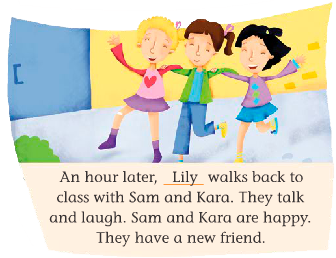 An hour later, Lily walks back to
class with Sam and Kara. They talk
and laugh. Sam and Kara are happy.
They have a new friend.